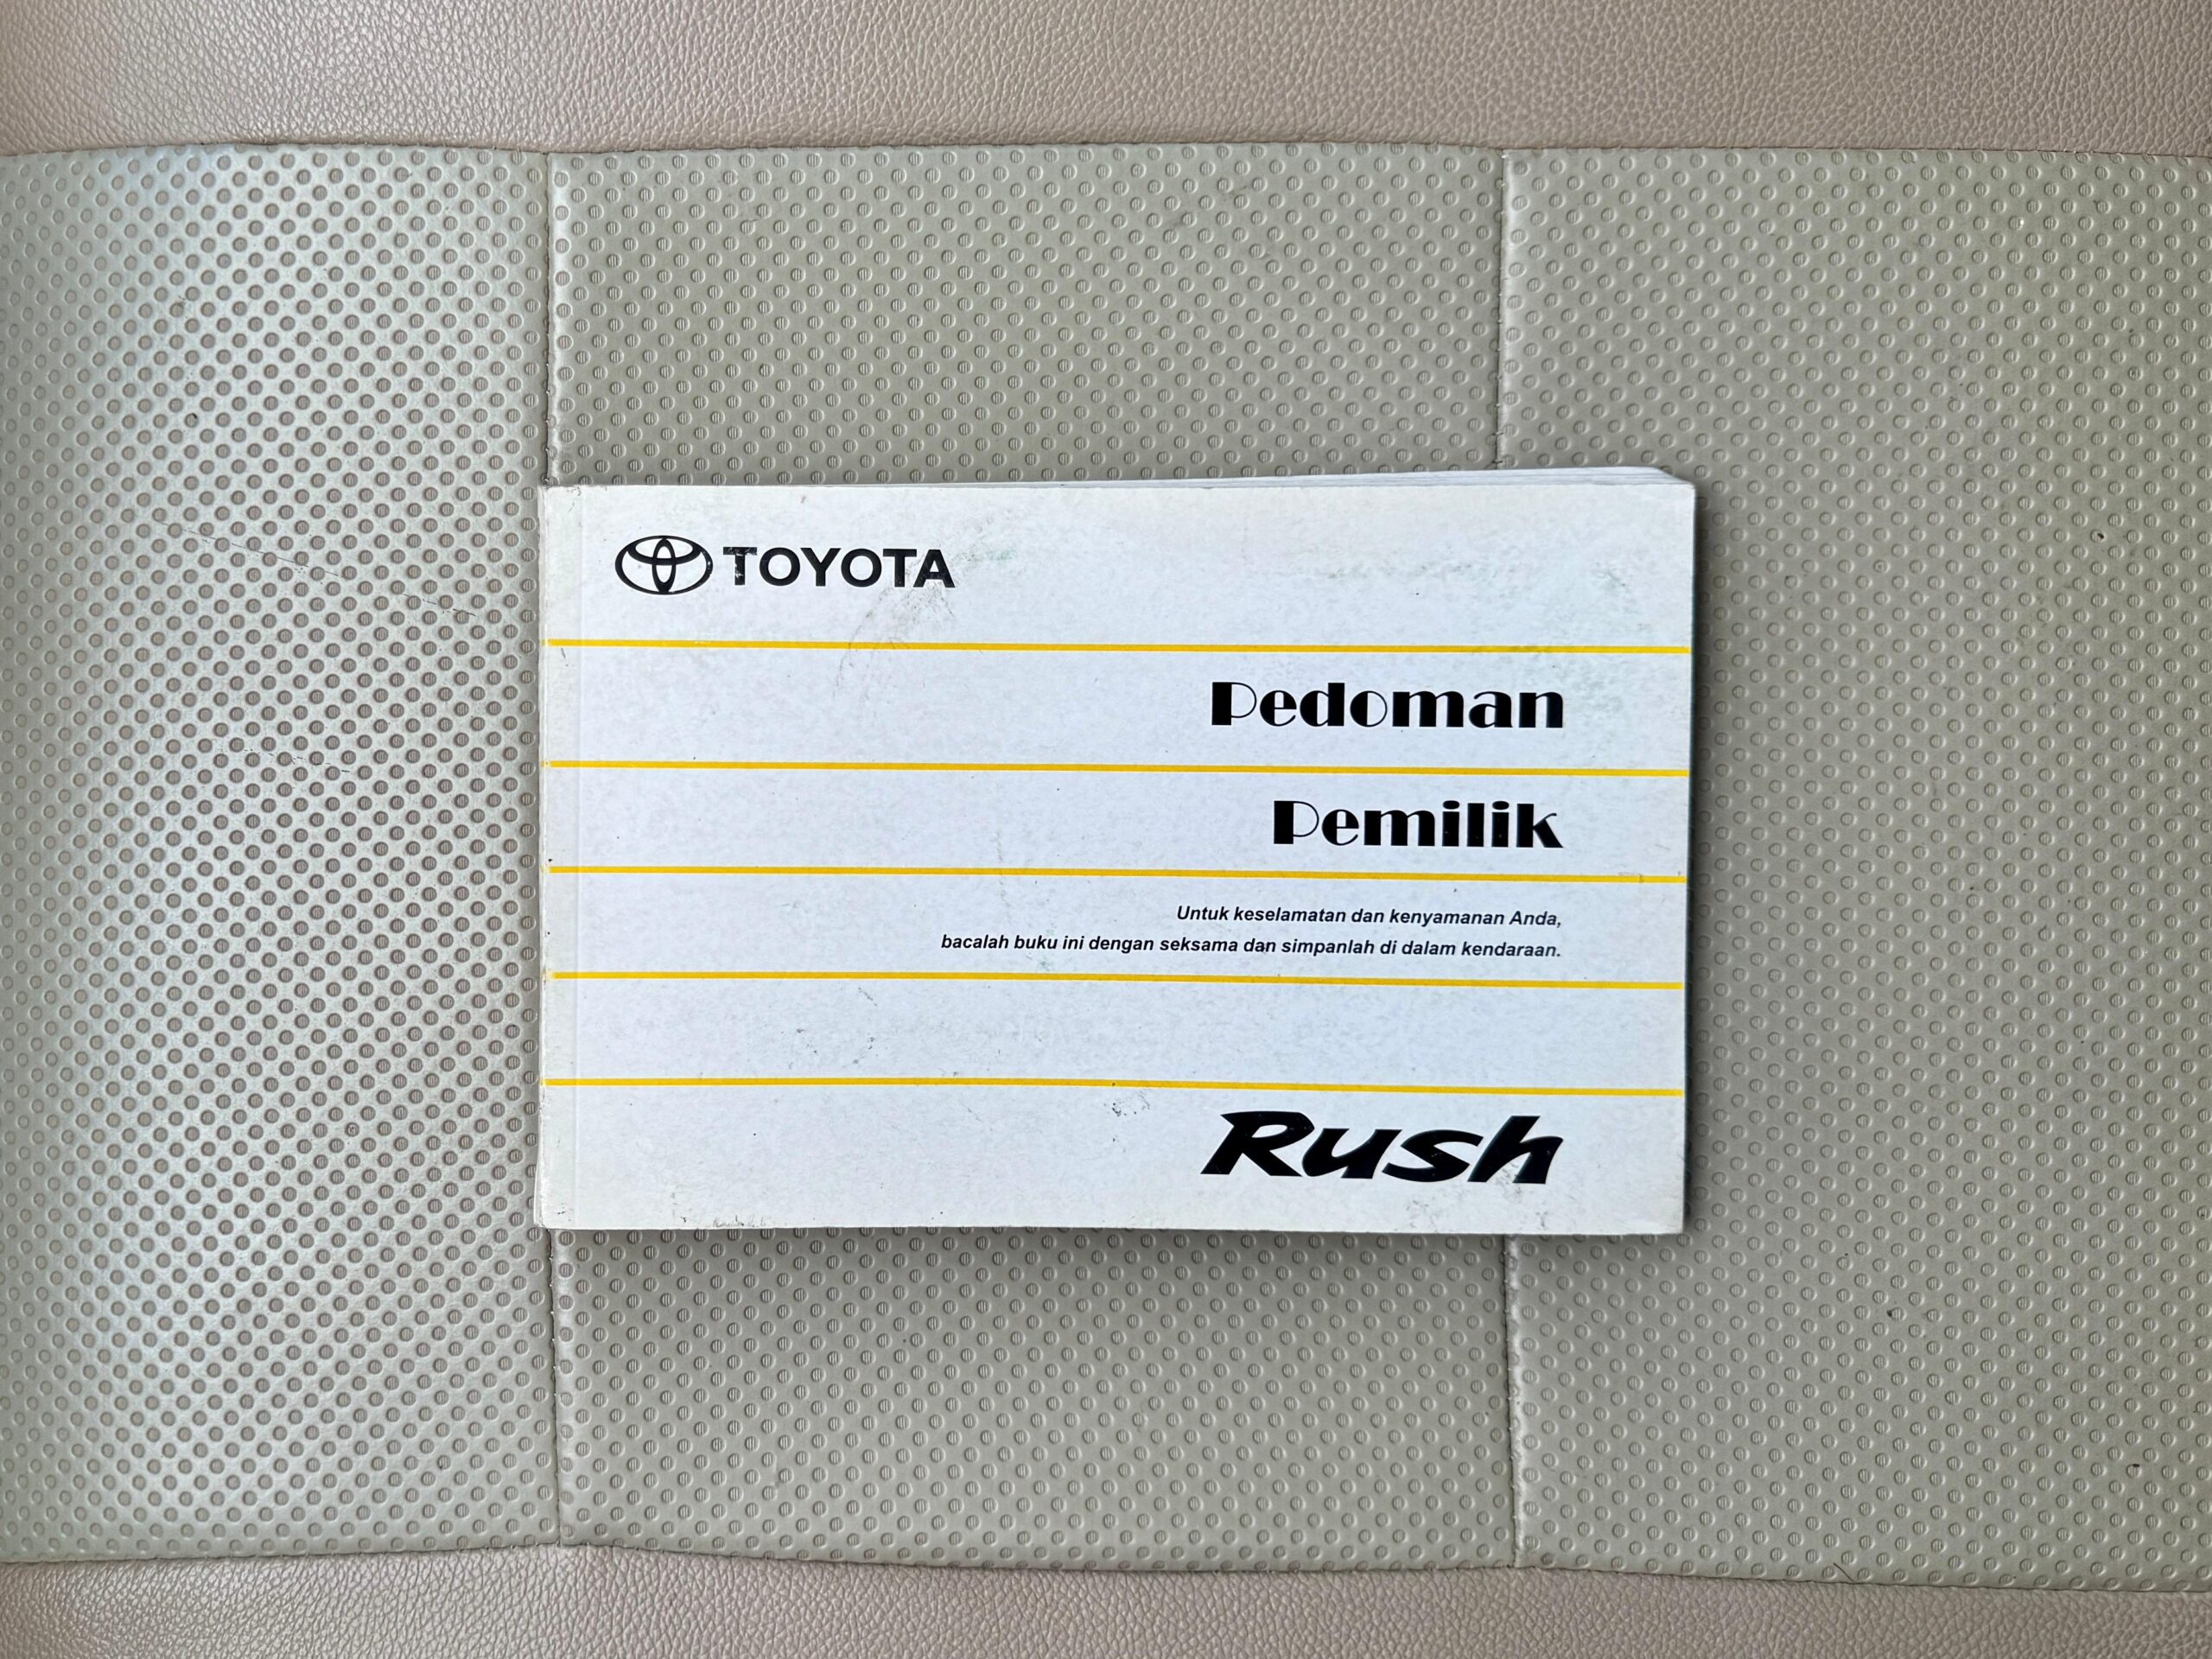 TOYOTA
Pedoman
Pemilik
Untuk keselamatan dan kenyamanan Anda,
bacalah buku ini dengan seksama dan simpanlah di dalam kendaraan.
Rush